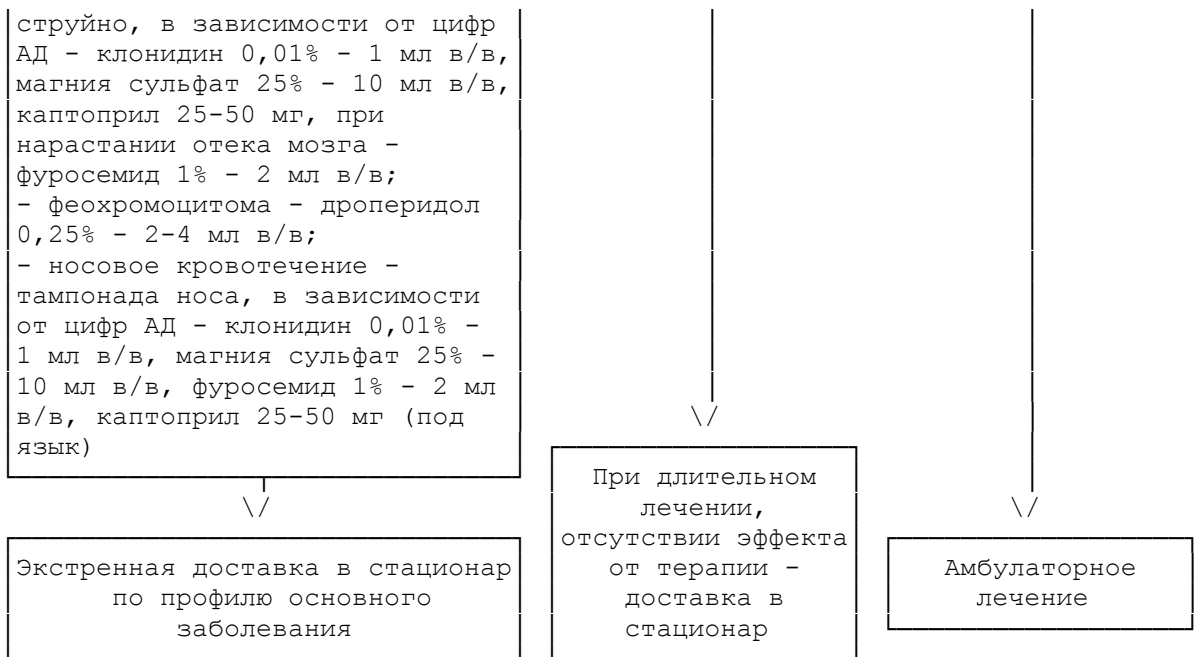 струйно, в зависимости от цифр
АД - клонидин 0,01% - 1 мл в/в,
магния сульфат 25% - 10 мл в/в,
каптоприл 25-50 мг, при
нарастании отека мозга -
фуросемид 1% - 2 мл в/в;
- феохромоцитома - дроперидол
0,25% - 2-4 мл в/в;
- носовое кровотечение -
тампонада носа, в зависимости
от цифр АД - клонидин 0,01% -
1 мл в/в, магния сульфат 25% -
10 мл в/в, фуросемид 1% - 2 мл
в/в, каптоприл 25-50 мг (под
язык)
Экстренная доставка в стационар
по профилю основного
заболевания
При длительном
лечении,
отсутствии эффекта
от терапии -
доставка в
стационар
Амбулаторное
лечение